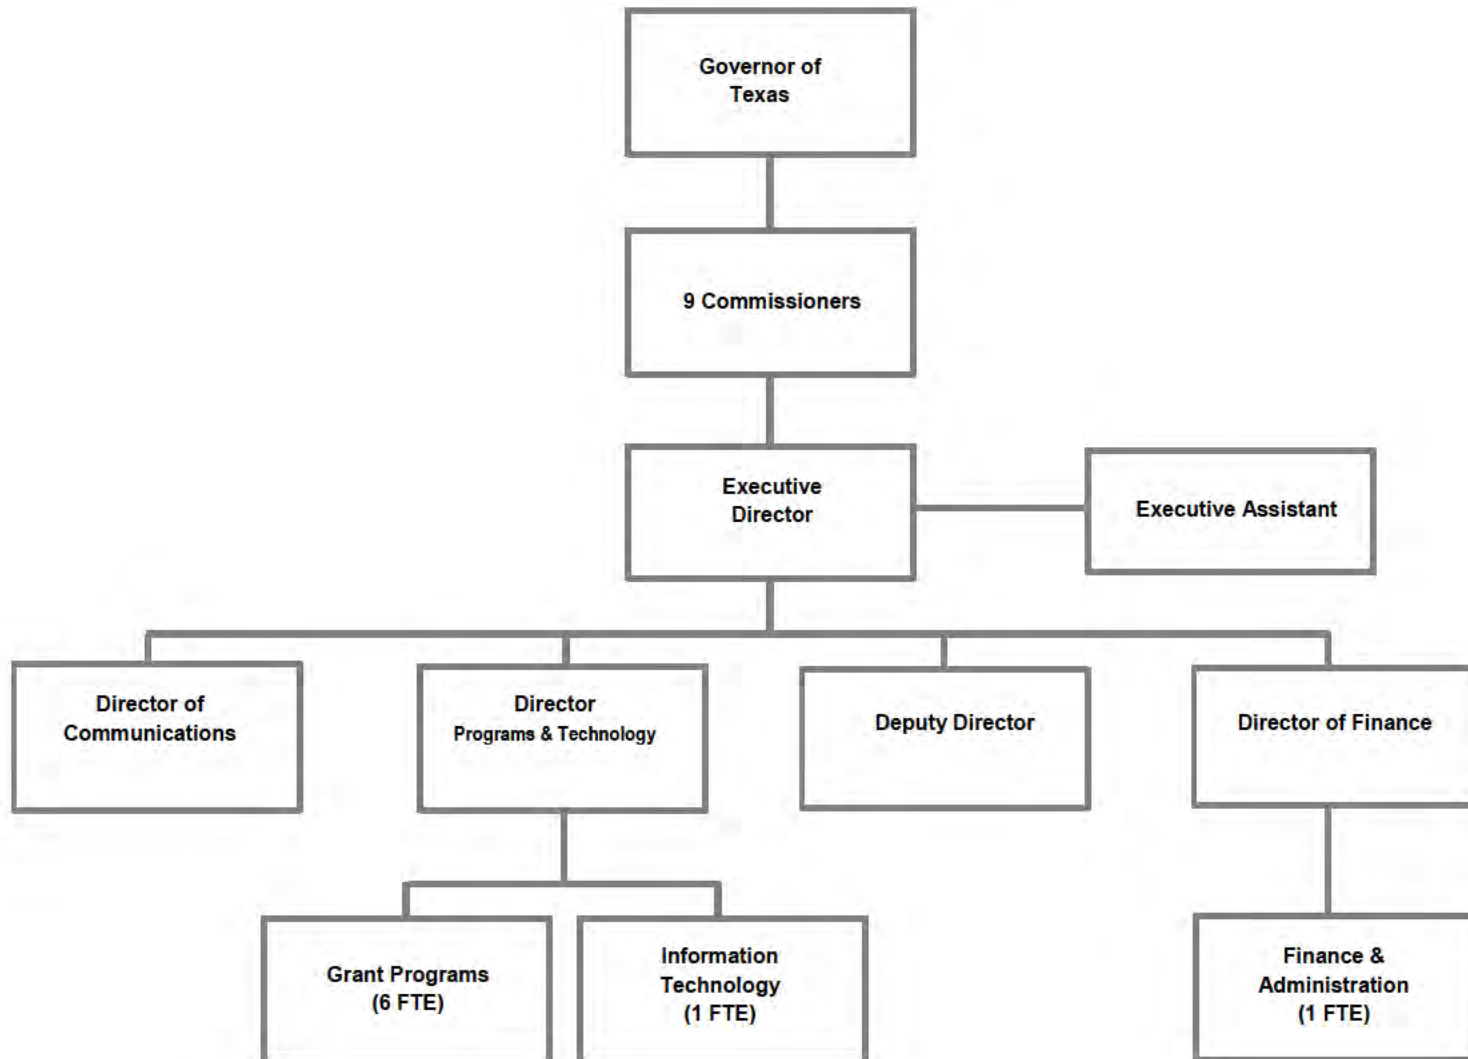 Governor of
Texas
9 Commissioners
Executive
Director
Executive Assistant
Director of
Communications
Director
Programs & Technology
Deputy Director
Director of Finance
Grant Programs
(6 FTE)
Information
Technology
(1 FTE)
Finance &
Administration
(1 FTE)